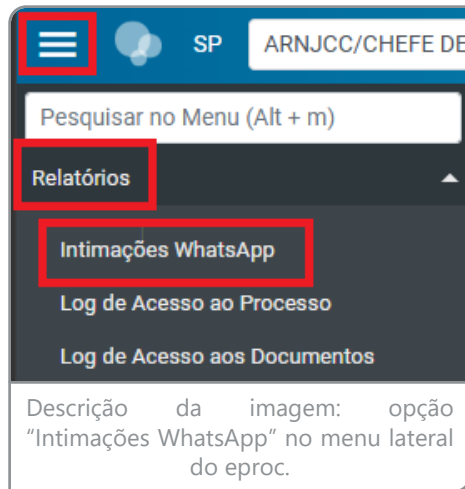 SP ARNJCC/CHEFE DE
Pesquisar no Menu (Alt + m)
Relatórios
Intimações WhatsApp
Log de Acesso ao Processo
Log de Acesso aos Documentos
Descrição da imagem: opção
“Intimações WhatsApp” no menu lateral
do eproc.